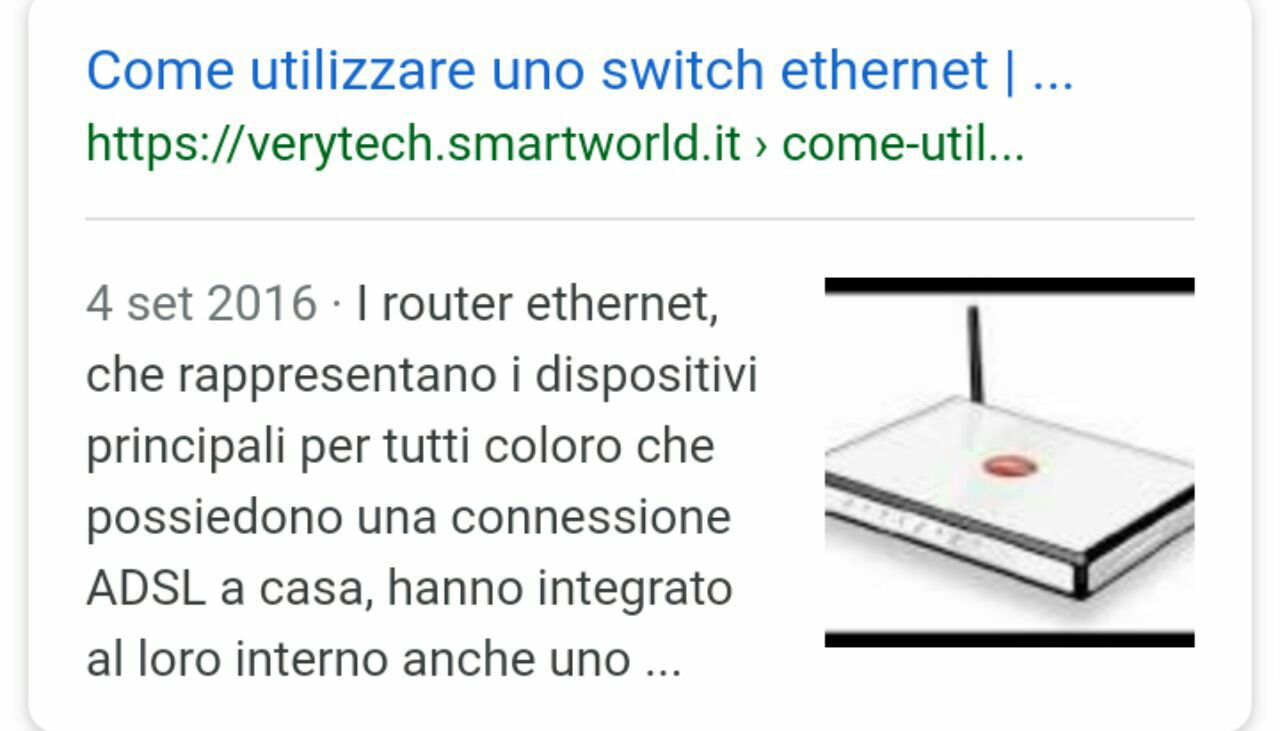 Come utilizzare uno switch ethernet | ...
https://verytech.smartworld.it › come-util...
4 set 2016 · I router ethernet,
che rappresentano i dispositivi
principali per tutti coloro che
possiedono una connessione
ADSL a casa, hanno integrato
al loro interno anche uno ...